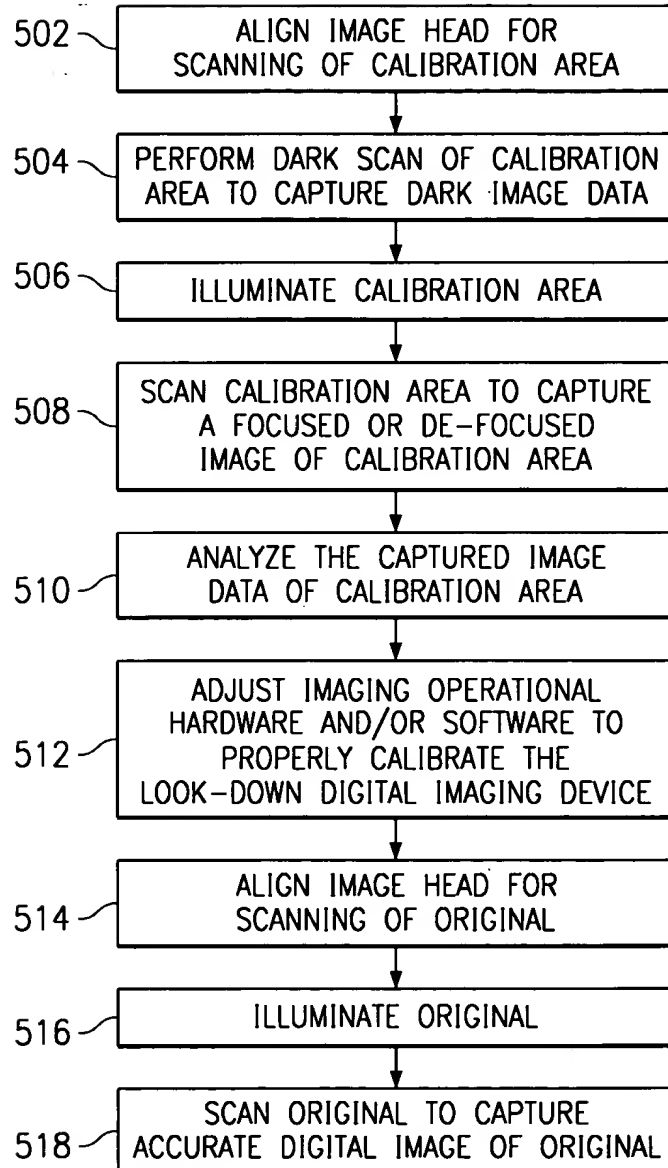 502
ALIGN IMAGE HEAD FOR
SCANNING OF CALIBRATION AREA
504
PERFORM DARK SCAN OF CALIBRATION
AREA TO CAPTURE DARK IMAGE DATA
506
ILLUMINATE CALIBRATION AREA
508
SCAN CALIBRATION AREA TO CAPTURE
A FOCUSED OR DE-FOCUSED
IMAGE OF CALIBRATION AREA
510
ANALYZE THE CAPTURED IMAGE
DATA OF CALIBRATION AREA
512
ADJUST IMAGING OPERATIONAL
HARDWARE AND/OR SOFTWARE TO
PROPERLY CALIBRATE THE
LOOK-DOWN DIGITAL IMAGING DEVICE
514
ALIGN IMAGE HEAD FOR
SCANNING OF ORIGINAL
516
ILLUMINATE ORIGINAL
518
SCAN ORIGINAL TO CAPTURE
ACCURATE DIGITAL IMAGE OF ORIGINAL